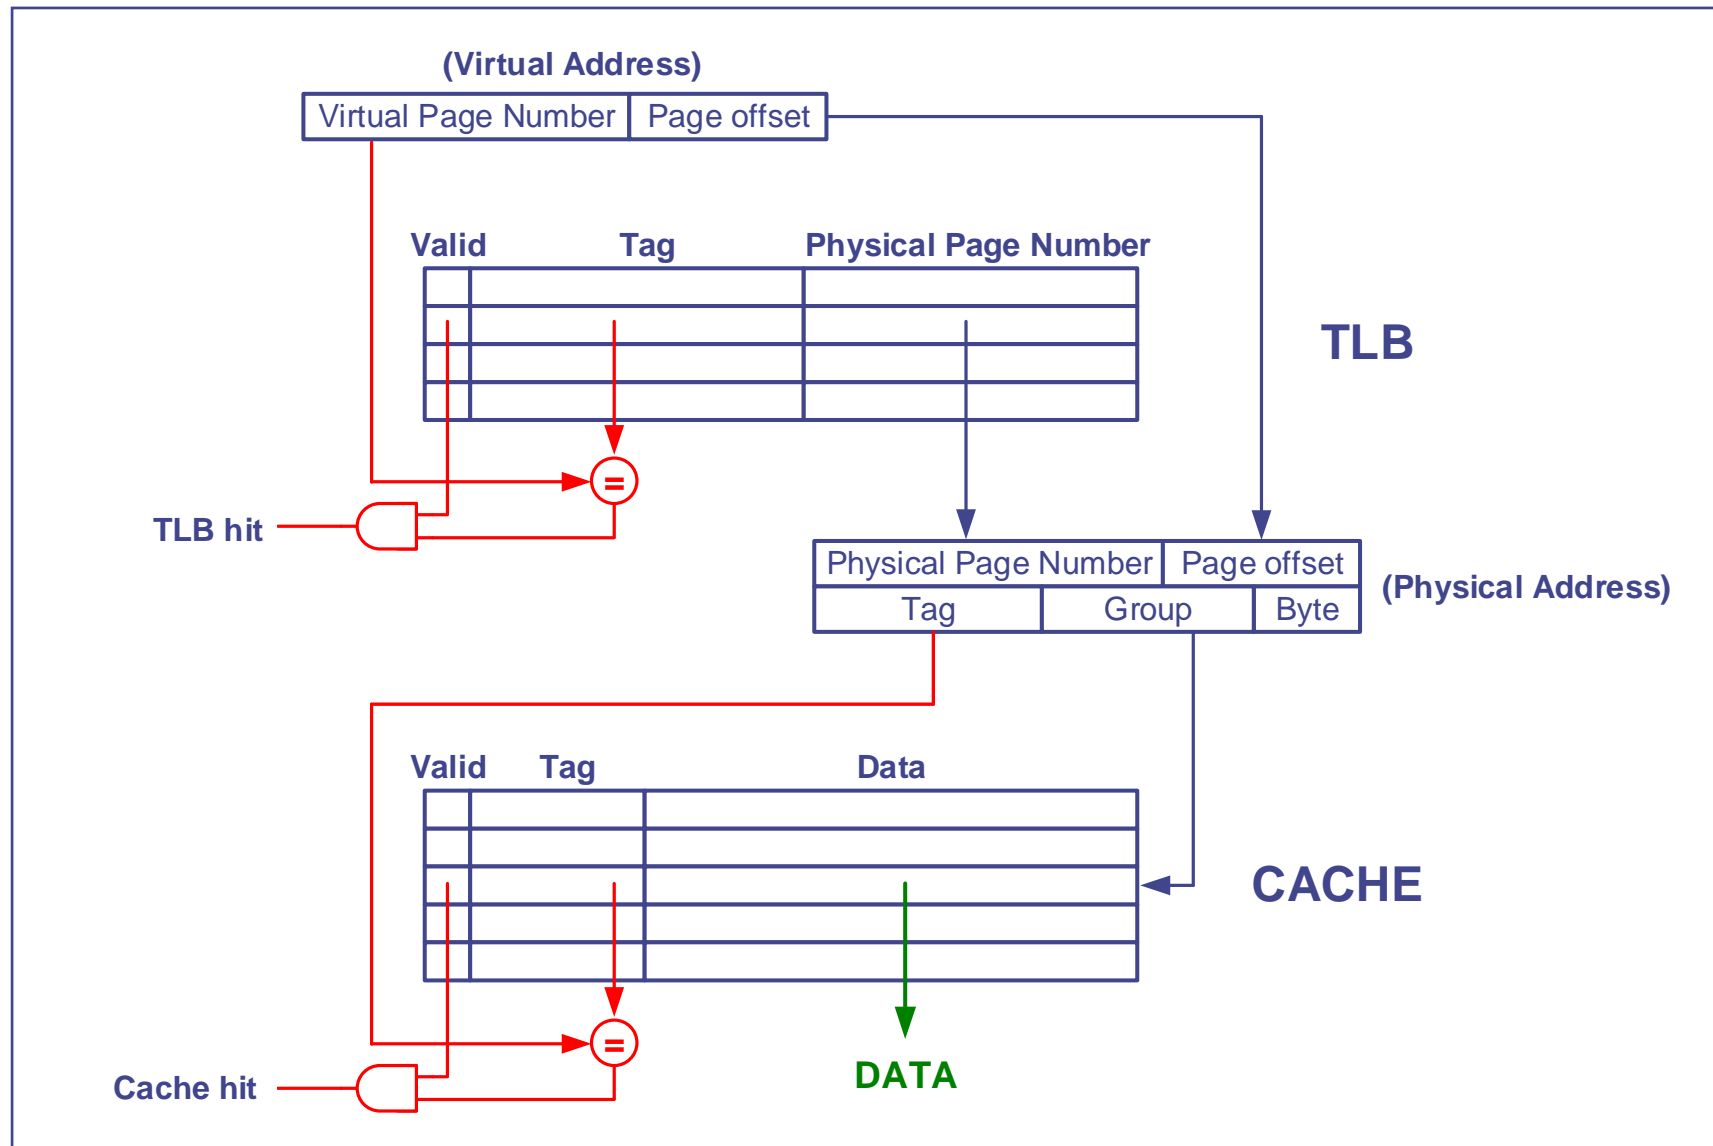 (Virtual Address)
Virtual Page Number Page offset
Valid Tag Physical Page Number
TLB
=
TLB hit
Physical Page Number Page offset
(Physical Address)
Tag Group Byte
Valid Tag Data
CACHE
=
DATA
Cache hit